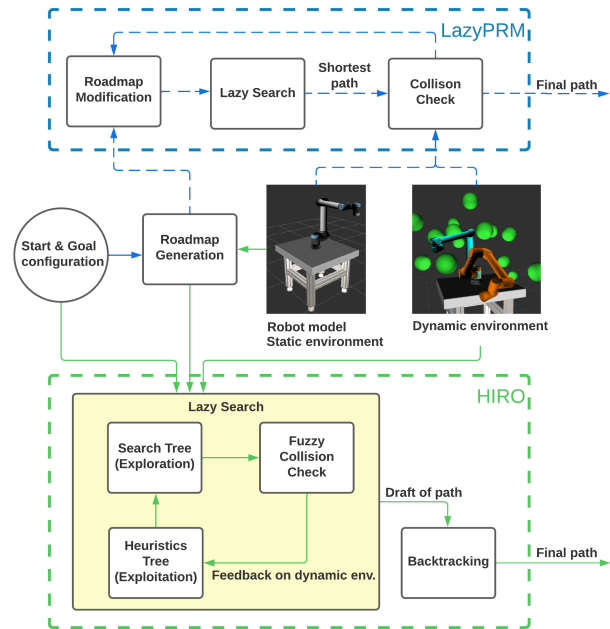 LazyPRM
Roadmap
Modification
Lazy Search
Shortest
path
Collison
Check
Final path
Start & Goal
configuration
Roadmap
Generation
Robot model
Static environment
Dynamic environment
HIRO
Lazy Search
Search Tree
(Exploration)
Fuzzy
Collision
Check
Heuristics
Tree
(Exploitation)
Feedback on dynamic env.
Draft of path
Backtracking
Final path